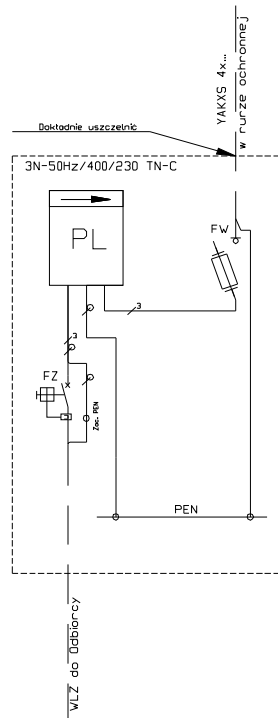 YAKXS 4x...
w rurze ochronnej
Dokładnie uszczelnić
3N-50Hz/400/230 TN-C
PL
FW
3
3
FZ
Zac. PEN
PEN
WLZ do Odbiorcy